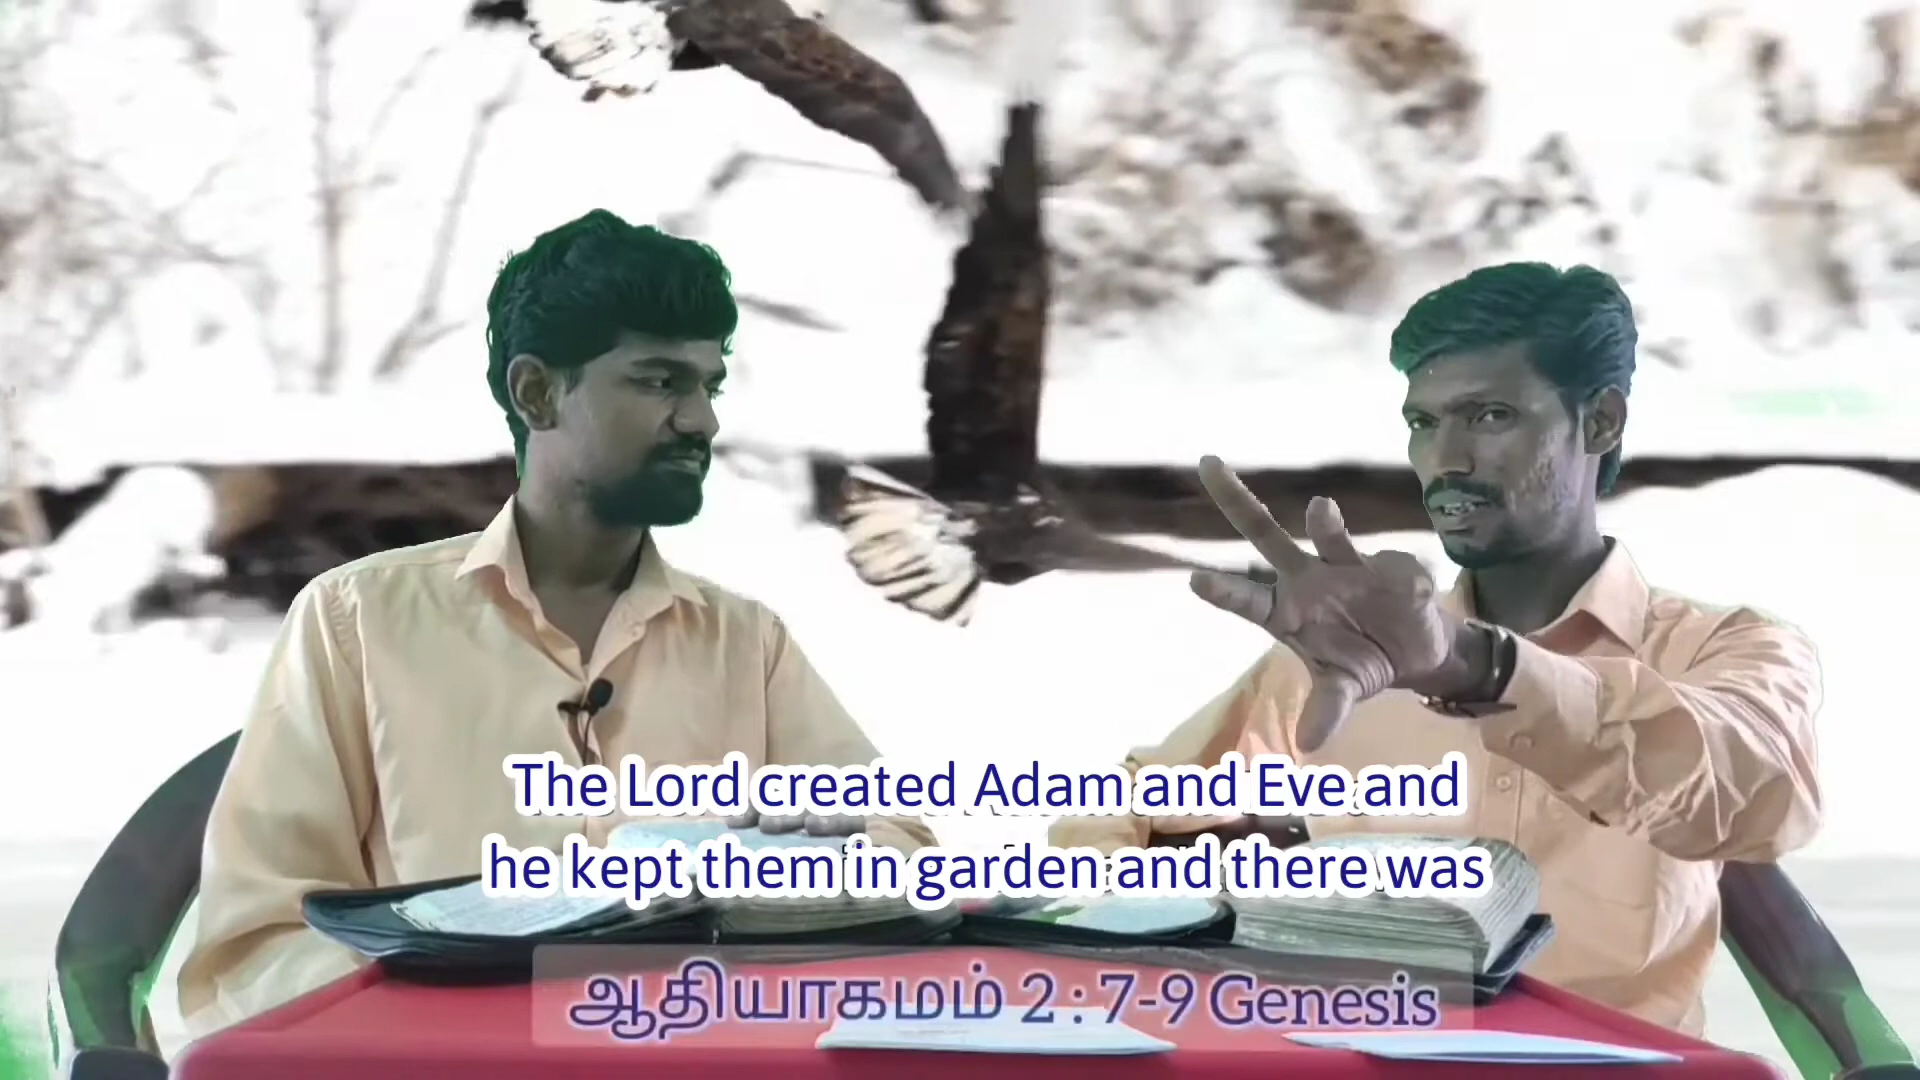 The Lord created Adam and Eve and
he kept them in garden and there was
ஆதியாகமம் 2 : 7-9 Genesis